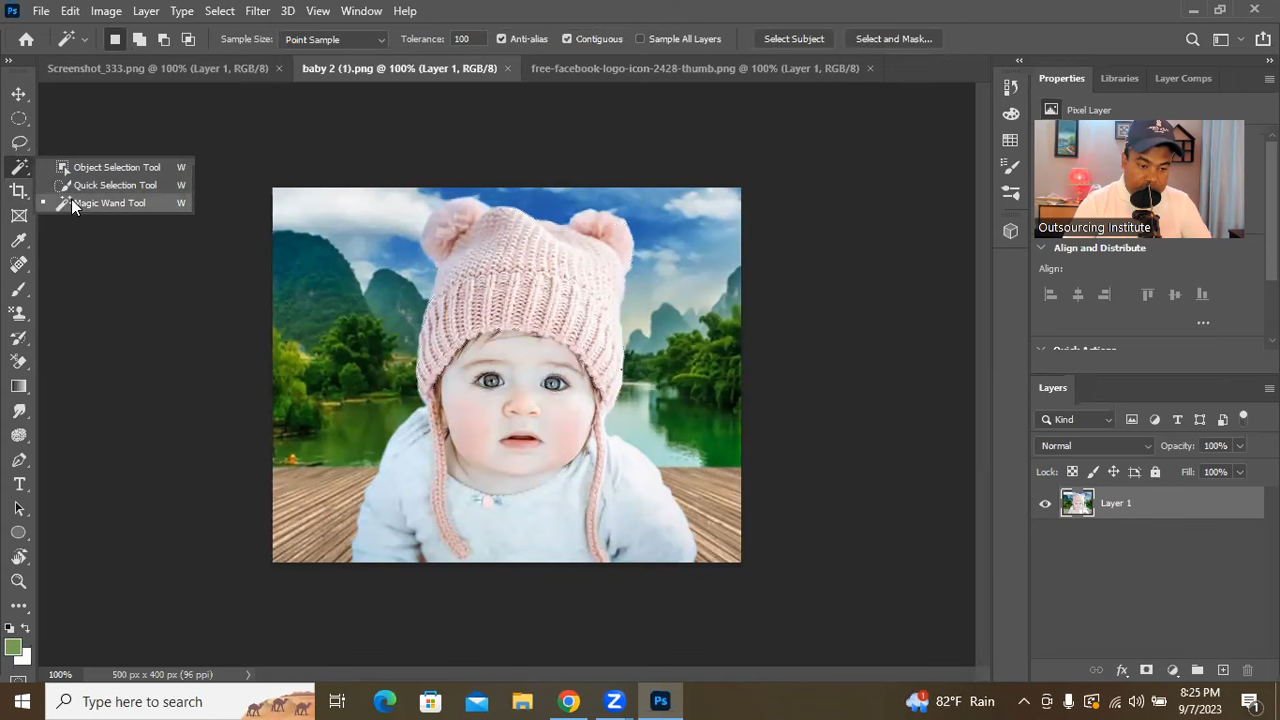 Ps File Edit Image Layer Type Select Filter 3D View Window Help
Sample Size: Point Sample Tolerance: 100 Anti-alias Contiguous Sample All Layers Select Subject Select and Mask...
Screenshot_333.png @ 100% (Layer 1, RGB/8) × baby 2 (1).png @ 100% (Layer 1, RGB/8) × free-facebook-logo-icon-2428-thumb.png @ 100% (Layer 1, RGB/8) ×
Properties Libraries Layer Comps
Pixel Layer
Object Selection Tool W
Quick Selection Tool W
Magic Wand Tool W
Outsourcing Institute
Align and Distribute
Align:
Layers
Kind
Normal Opacity: 100%
Lock: Fill: 100%
Layer 1
100% 500 px x 400 px (96 ppi)
Type here to search
Ps
82°F Rain
8:25 PM
9/7/2023